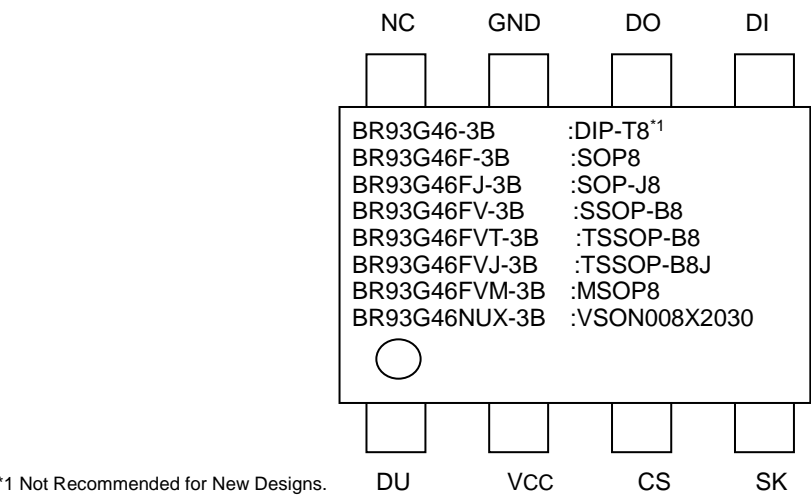 NC GND DO DI
BR93G46-3B :DIP-T8*1
BR93G46F-3B :SOP8
BR93G46FJ-3B :SOP-J8
BR93G46FV-3B :SSOP-B8
BR93G46FVT-3B :TSSOP-B8
BR93G46FVJ-3B :TSSOP-B8J
BR93G46FVM-3B :MSOP8
BR93G46NUX-3B :VSON008X2030
*1 Not Recommended for New Designs. DU VCC CS SK